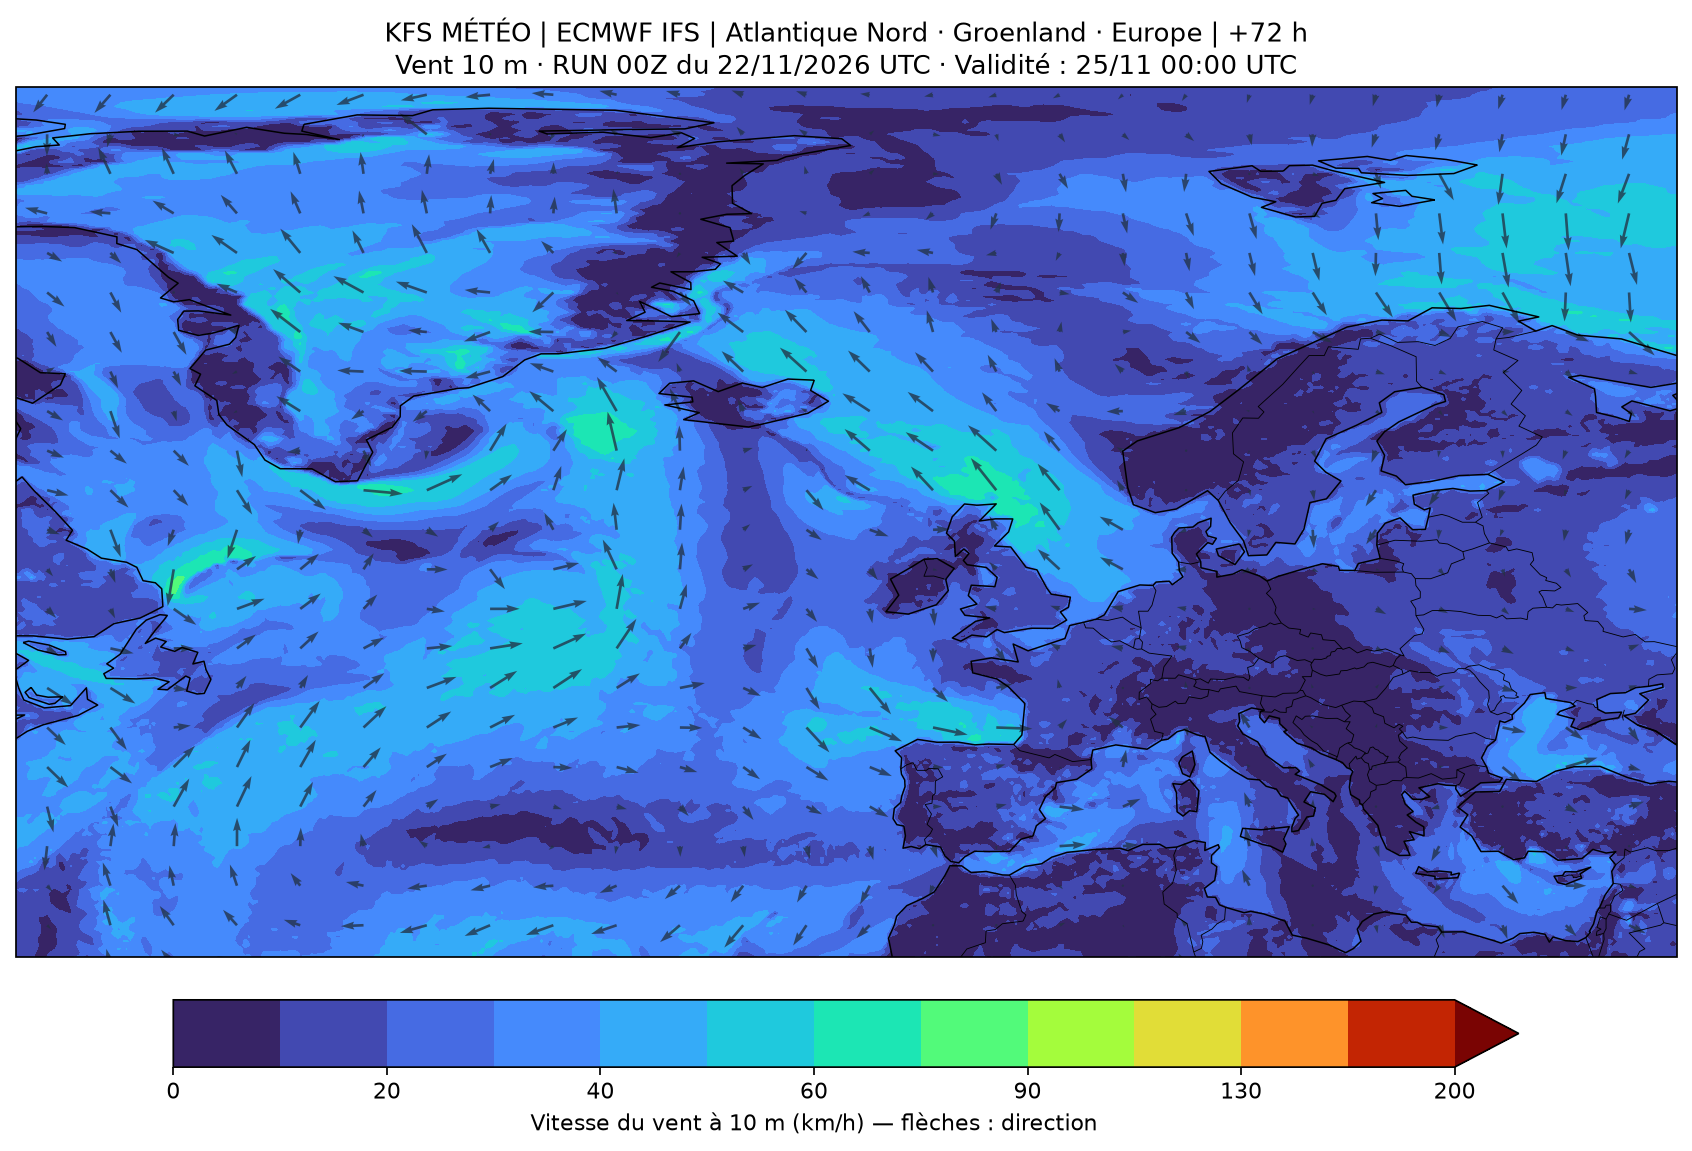 KFS MÉTÉO | ECMWF IFS | Atlantique Nord · Groenland · Europe | +72 h
Vent 10 m · RUN 00Z du 22/11/2026 UTC · Validité : 25/11 00:00 UTC
0 20 40 60 90 130 200
Vitesse du vent à 10 m (km/h) — flèches : direction